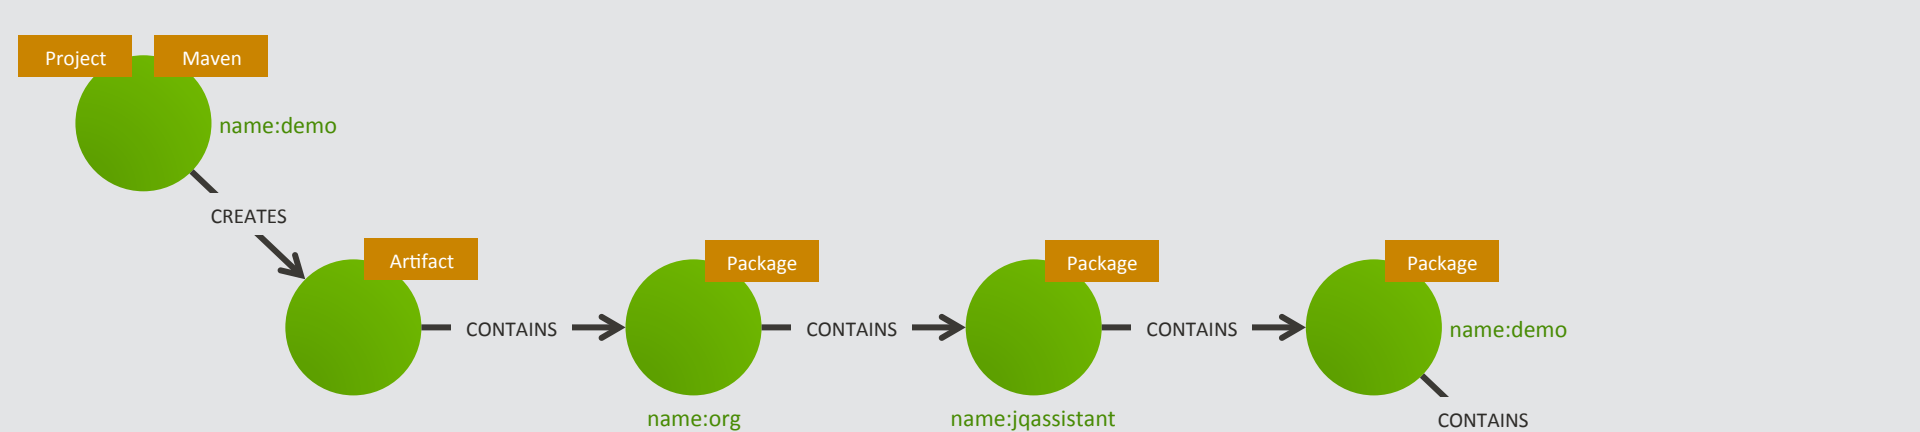 Project
Maven
name:demo
CREATES
Artifact
Package
Package
Package
CONTAINS
CONTAINS
CONTAINS
name:demo
name:org
name:jqassistant
CONTAINS